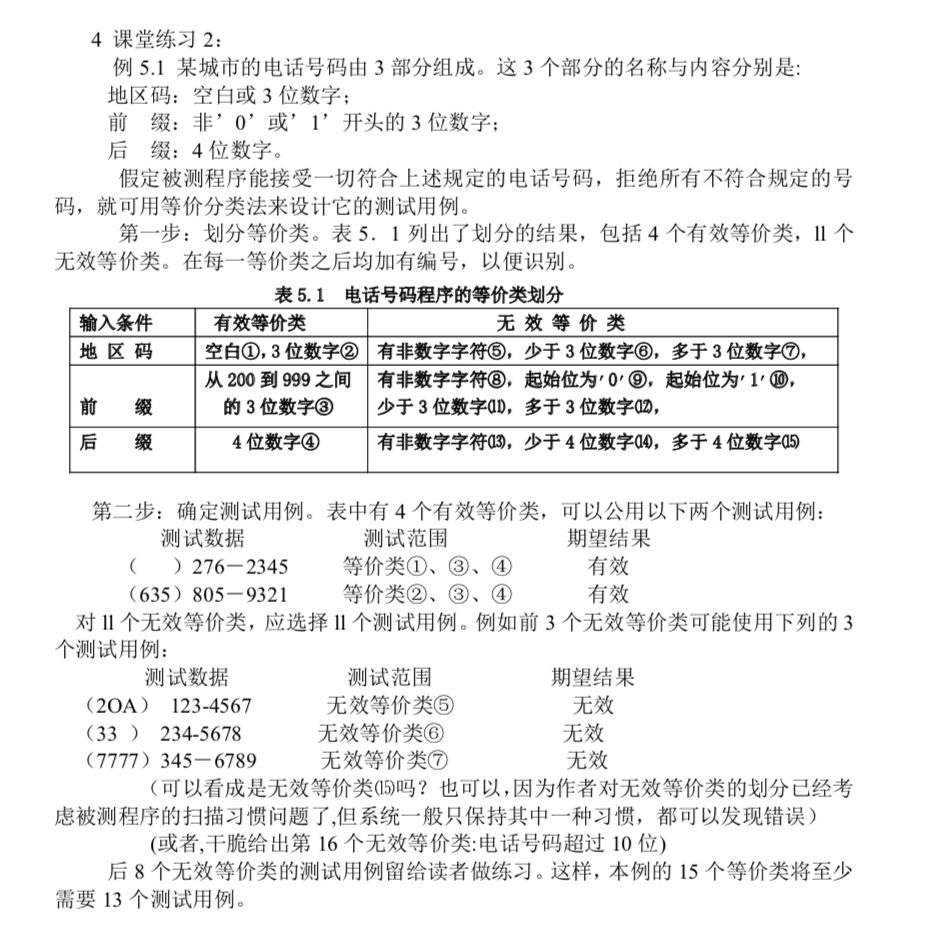 4 课堂练习 2：
例 5.1 某城市的电话号码由 3 部分组成。这 3 个部分的名称与内容分别是:
地区码：空白或 3 位数字；
前 缀：非’0’或’1’开头的 3 位数字；
后 缀：4 位数字。
假定被测程序能接受一切符合上述规定的电话号码，拒绝所有不符合规定的号
码，就可用等价分类法来设计它的测试用例。
第一步：划分等价类。表 5．1 列出了划分的结果，包括 4 个有效等价类，ll 个
无效等价类。在每一等价类之后均加有编号，以便识别。
表 5.1 电话号码程序的等价类划分
输入条件 有效等价类 无 效 等 价 类
地 区 码 空白①，3 位数字② 有非数字字符⑤，少于 3 位数字⑥，多于 3 位数字⑦，
从 200 到 999 之间 有非数字字符⑧，起始位为′0′⑨，起始位为′1′⑩，
前 缀 的 3 位数字③ 少于 3 位数字⑾，多于 3 位数字⑿，
后 缀 4 位数字④ 有非数字字符⒀，少于 4 位数字⒁，多于 4 位数字⒂
第二步：确定测试用例。表中有 4 个有效等价类，可以公用以下两个测试用例：
测试数据 测试范围 期望结果
（ ）276－2345 等价类①、③、④ 有效
（635）805－9321 等价类②、③、④ 有效
对 ll 个无效等价类，应选择 ll 个测试用例。例如前 3 个无效等价类可能使用下列的 3
个测试用例：
测试数据 测试范围 期望结果
（2OA） 123-4567 无效等价类⑤ 无效
（33 ） 234-5678 无效等价类⑥ 无效
（7777）345－6789 无效等价类⑦ 无效
（可以看成是无效等价类⒂吗？也可以，因为作者对无效等价类的划分已经考
虑被测程序的扫描习惯问题了,但系统一般只保持其中一种习惯，都可以发现错误）
(或者,干脆给出第 16 个无效等价类:电话号码超过 10 位)
后 8 个无效等价类的测试用例留给读者做练习。这样，本例的 15 个等价类将至少
需要 13 个测试用例。